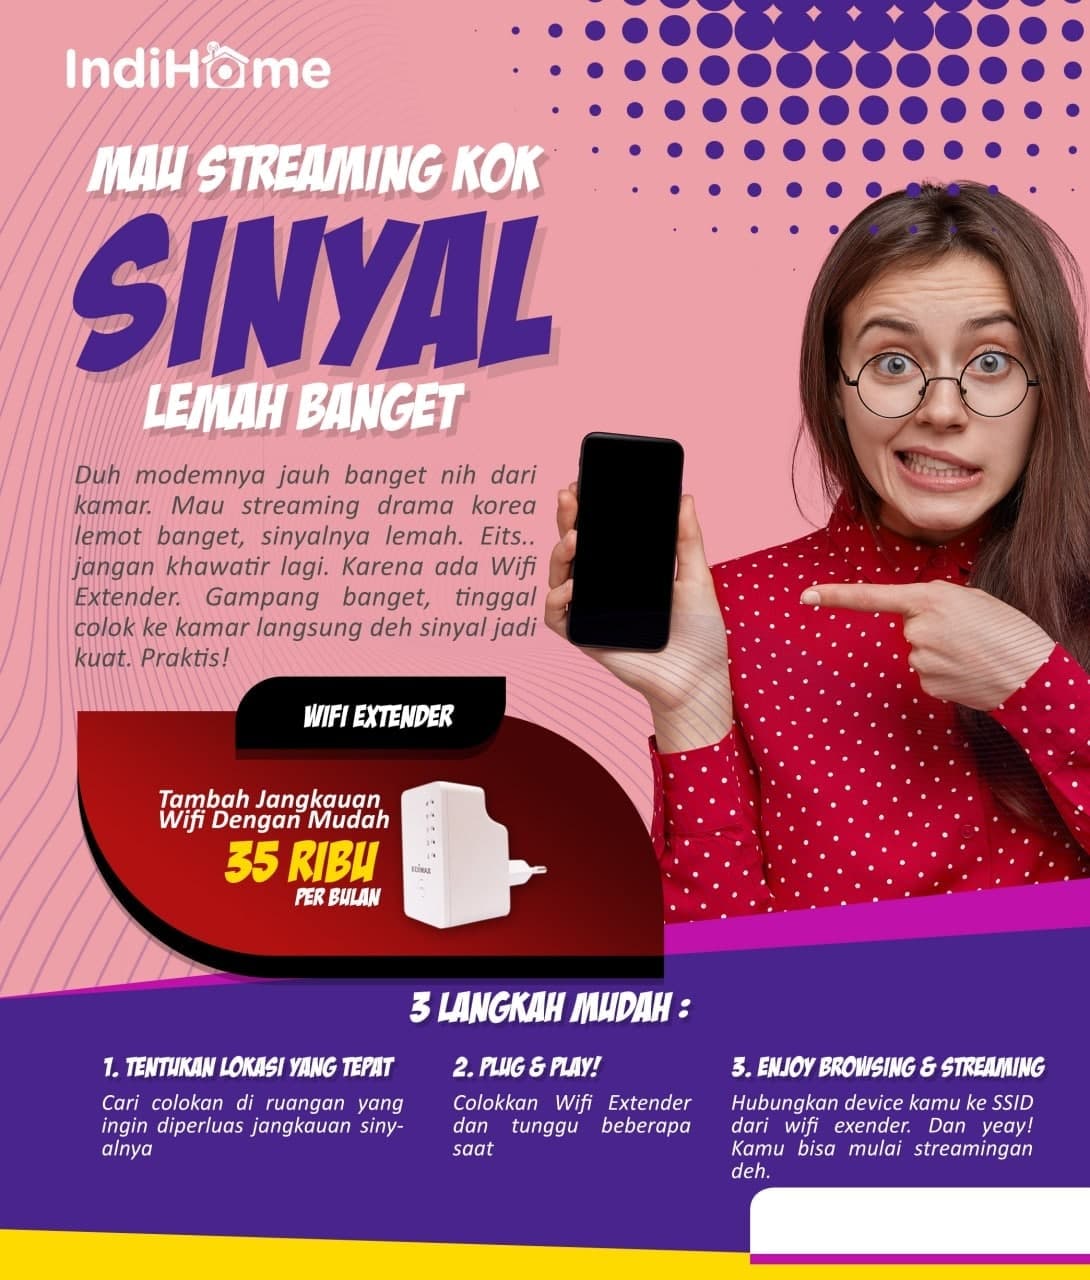 IndiHome
MAU STREAMING KOK
SINYAL
LEMAH BANGET
Duh modemnya jauh banget nih dari
kamar. Mau streaming drama korea
lemot banget, sinyalnya lemah. Eits..
jangan khawatir lagi. Karena ada Wifi
Extender. Gampang banget, tinggal
colok ke kamar langsung deh sinyal jadi
kuat. Praktis!
WIFI EXTENDER
Tambah Jangkauan
Wifi Dengan Mudah
35 RIBU
PER BULAN
EDIMAX
3 LANGKAH MUDAH :
1. TENTUKAN LOKASI YANG TEPAT
Cari colokan di ruangan yang
ingin diperluas jangkauan siny-
alnya
2. PLUG & PLAY!
Colokkan Wifi Extender
dan tunggu beberapa
saat
3. ENJOY BROWSING & STREAMING
Hubungkan device kamu ke SSID
dari wifi exender. Dan yeay!
Kamu bisa mulai streamingan
deh.